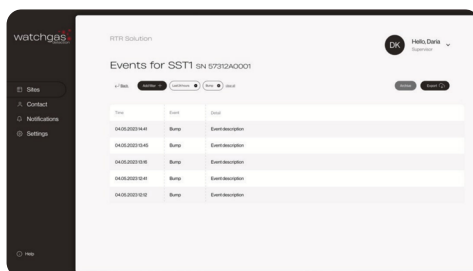 watchgas
RTR Solution
DK
Hello, Daria
Supervisor
Events for SST1 SN 57312A0001
Back
Add filter
Bump
Export
Sites
Contact
Notifications
Settings
Time Event Detail
04.05.2023 14:41 Bump Event description
04.05.2023 13:45 Bump Event description
04.05.2023 13:16 Bump Event description
04.05.2023 12:41 Bump Event description
04.05.2023 12:12 Bump Event description
Help